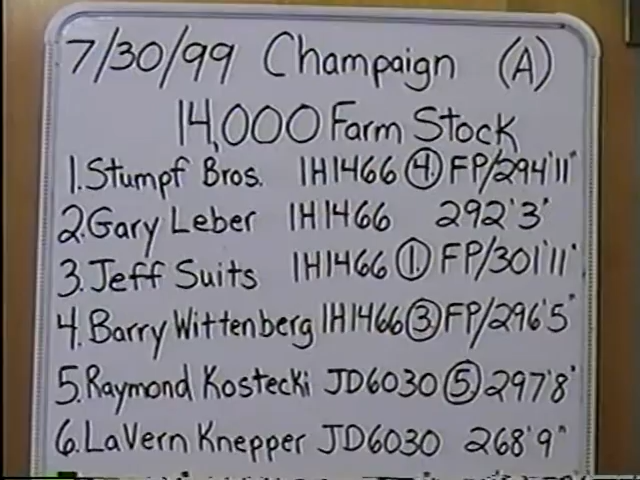 7/30/99 Champaign (A)
14,000 Farm Stock
1. Stumpf Bros. IH1466 (4.) FP/294'11"
2. Gary Leber IH1466 292'3"
3. Jeff Suits IH1466 (1.) FP/301'11"
4. Barry Wittenberg IH1466 (3.) FP/296'5"
5. Raymond Kostecki JD6030 (5.) 297'8"
6. LaVern Knepper JD6030 268'9"